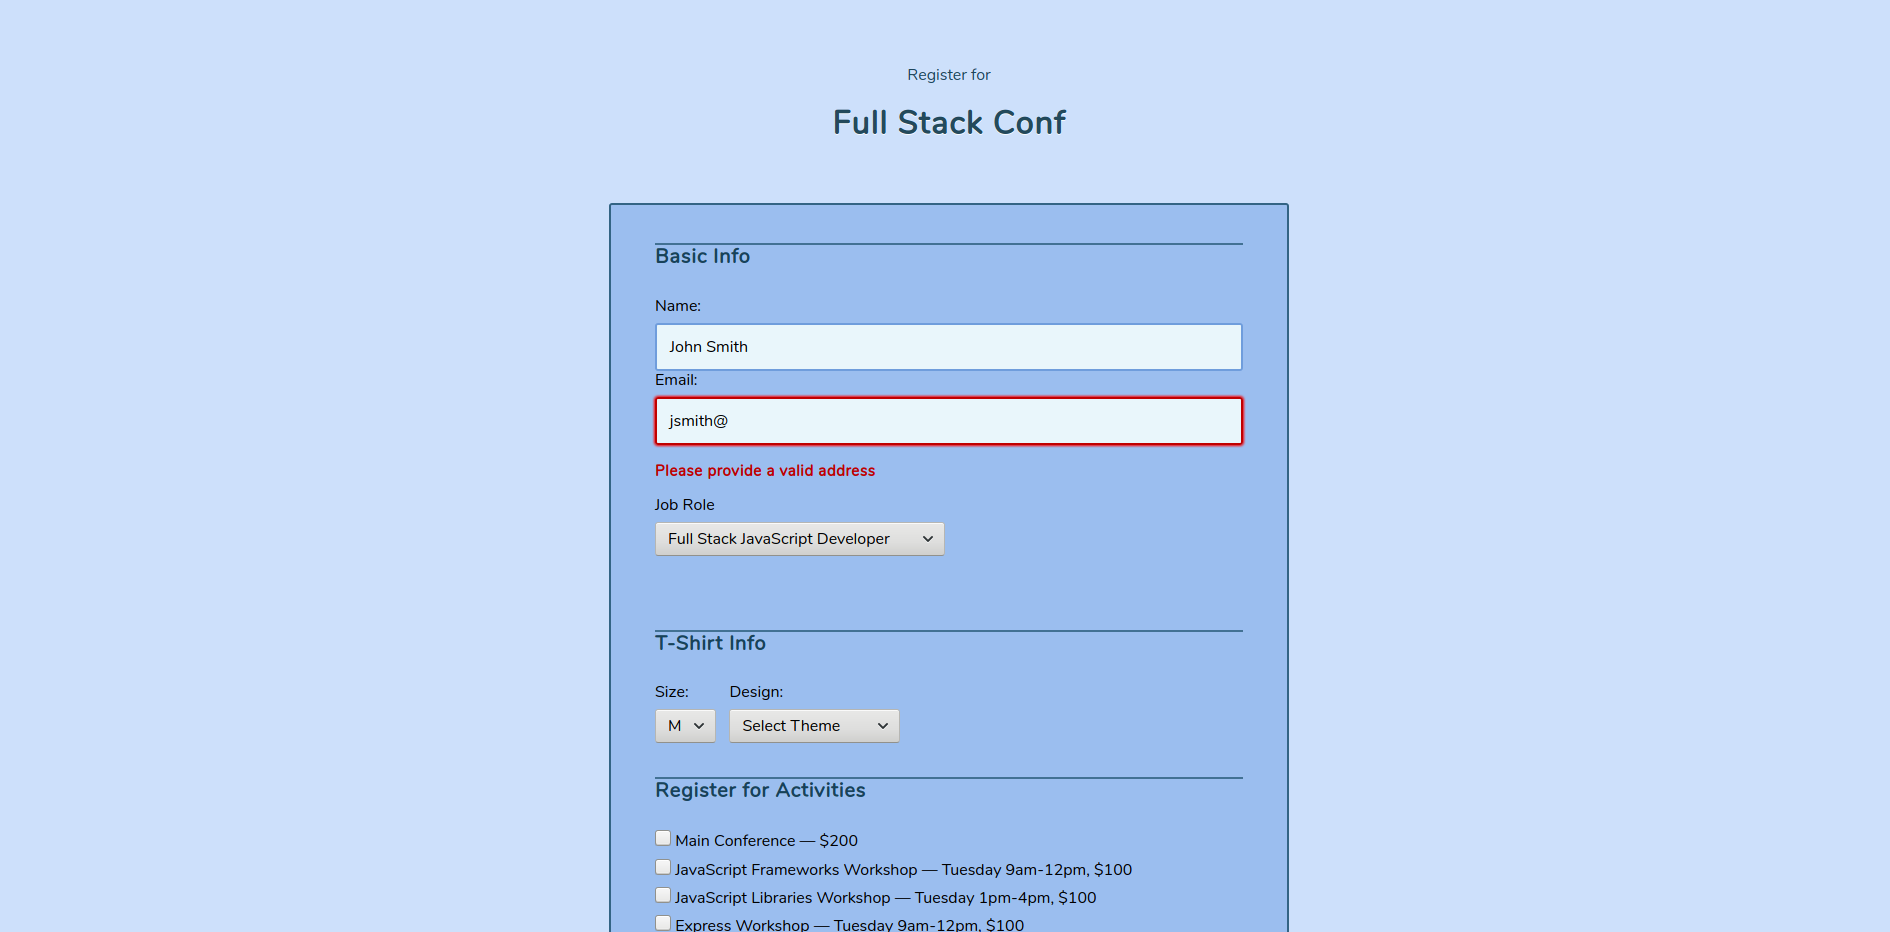 Register for
Full Stack Conf
Basic Info
Name:
John Smith
Email:
jsmith@
Please provide a valid address
Job Role
Full Stack JavaScript Developer
T-Shirt Info
Size: Design:
M Select Theme
Register for Activities
Main Conference — $200
JavaScript Frameworks Workshop — Tuesday 9am-12pm, $100
JavaScript Libraries Workshop — Tuesday 1pm-4pm, $100
Express Workshop — Tuesday 9am-12pm, $100